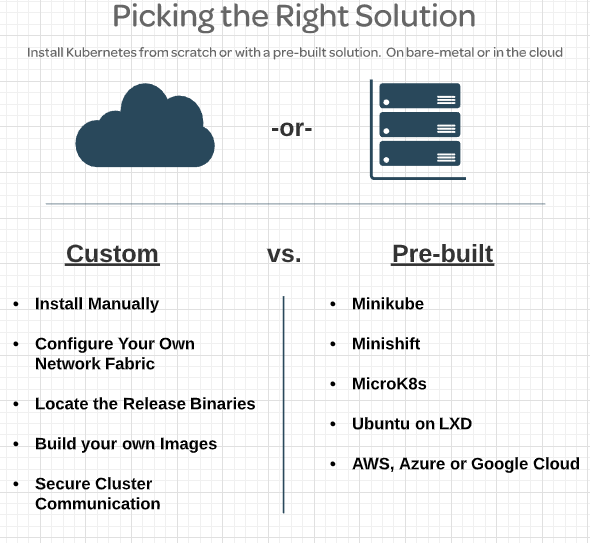 Picking the Right Solution
Install Kubernetes from scratch or with a pre-built solution. On bare-metal or in the cloud
-or-
Custom vs. Pre-built
• Install Manually
• Configure Your Own
Network Fabric
• Locate the Release Binaries
• Build your own Images
• Secure Cluster
Communication
• Minikube
• Minishift
• MicroK8s
• Ubuntu on LXD
• AWS, Azure or Google Cloud